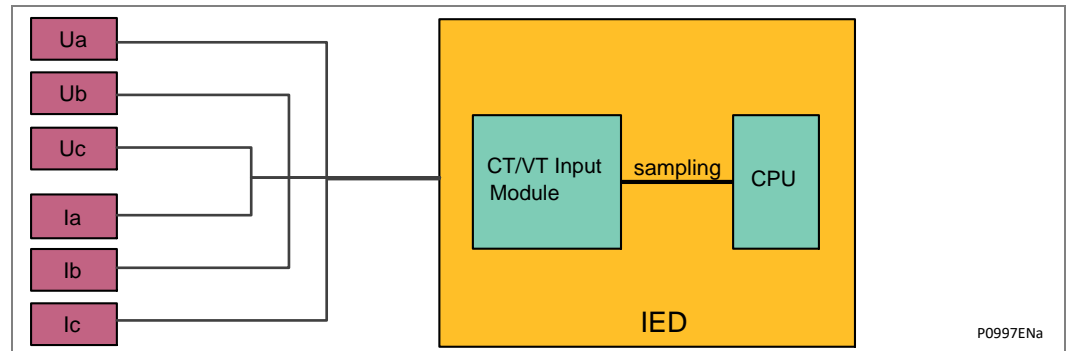 Ua
Ub
Uc
Ia
Ib
Ic
CT/VT Input
Module
sampling
CPU
IED
P0997ENa